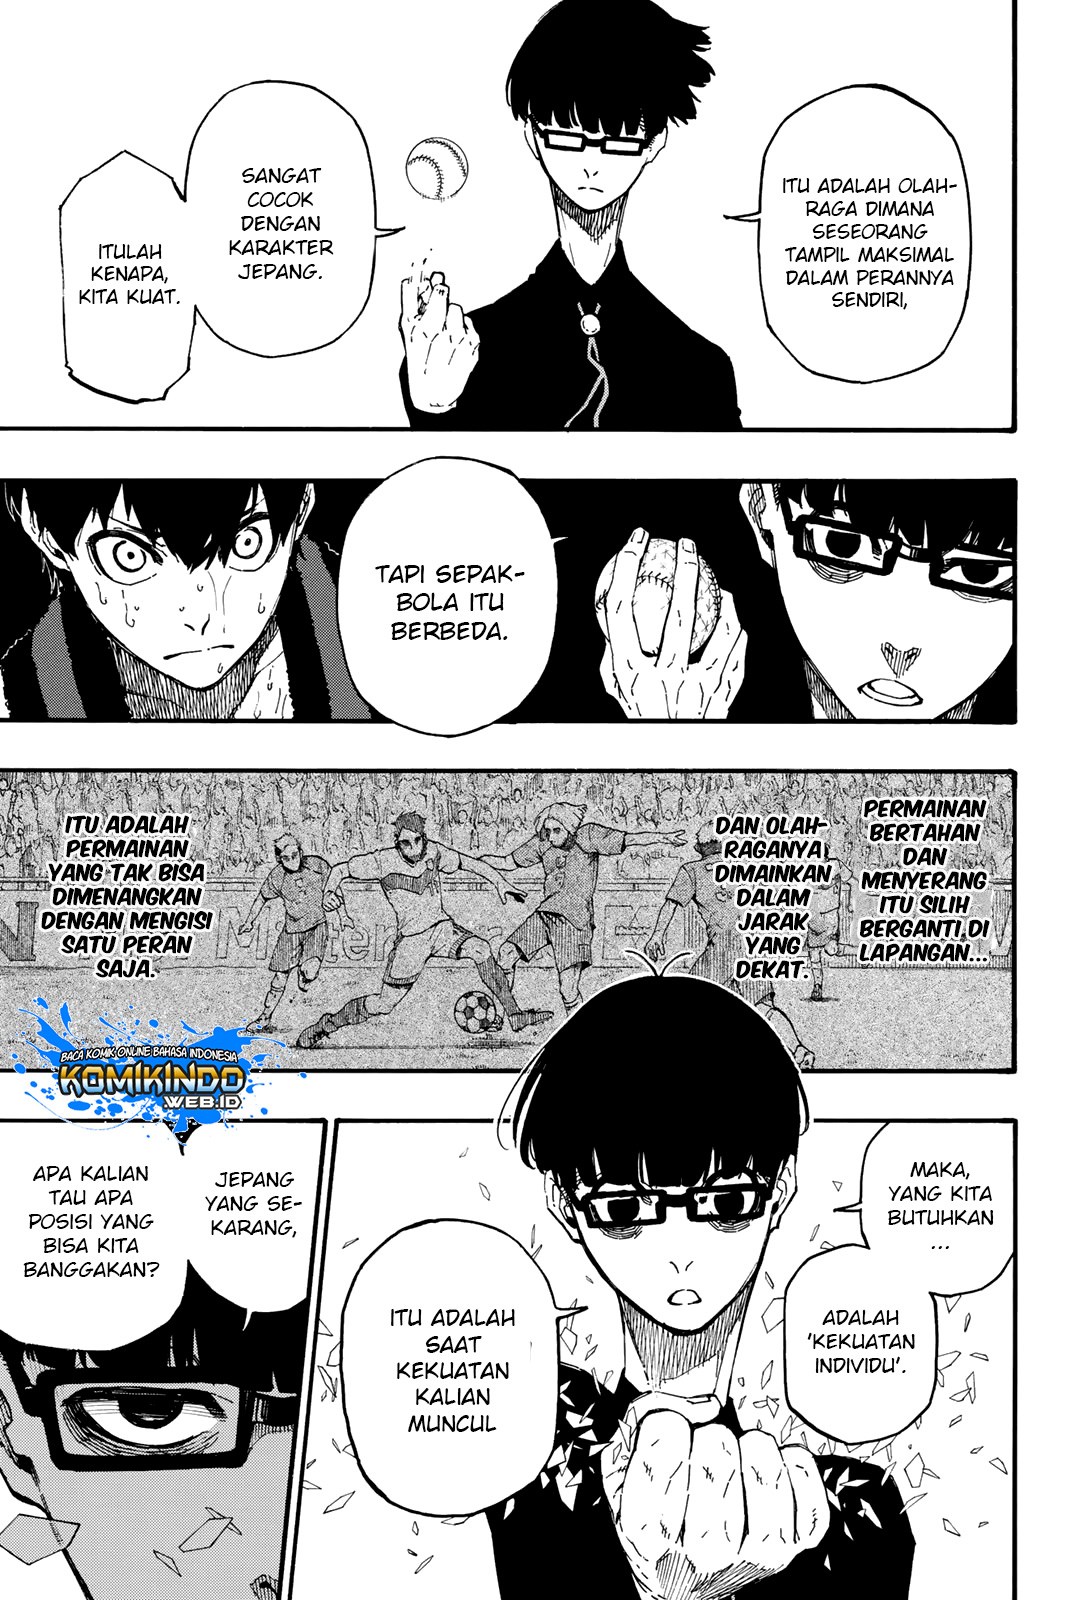 ITU ADALAH OLAH-
RAGA DIMANA
SESEORANG
TAMPIL MAKSIMAL
DALAM PERANNYA
SENDIRI,
SANGAT
COCOK
DENGAN
KARAKTER
JEPANG.
ITULAH
KENAPA,
KITA KUAT.
TAPI SEPAK-
BOLA ITU
BERBEDA.
PERMAINAN
BERTAHAN
DAN
MENYERANG
ITU SILIH
BERGANTI DI
LAPANGAN...
DAN OLAH-
RAGANYA
DIMAINKAN
DALAM
JARAK
YANG
DEKAT.
ITU ADALAH
PERMAINAN
YANG TAK BISA
DIMENANGKAN
DENGAN MENGISI
SATU PERAN
SAJA.
BACA KOMIK ONLINE BAHASA INDONESIA
KOMIKINDO
WEB.ID
MAKA,
YANG KITA
BUTUHKAN
...
ADALAH
'KEKUATAN
INDIVIDU'.
ITU ADALAH
SAAT
KEKUATAN
KALIAN
MUNCUL
JEPANG
YANG SE-
KARANG,
APA KALIAN
TAU APA
POSISI YANG
BISA KITA
BANGGAKAN?